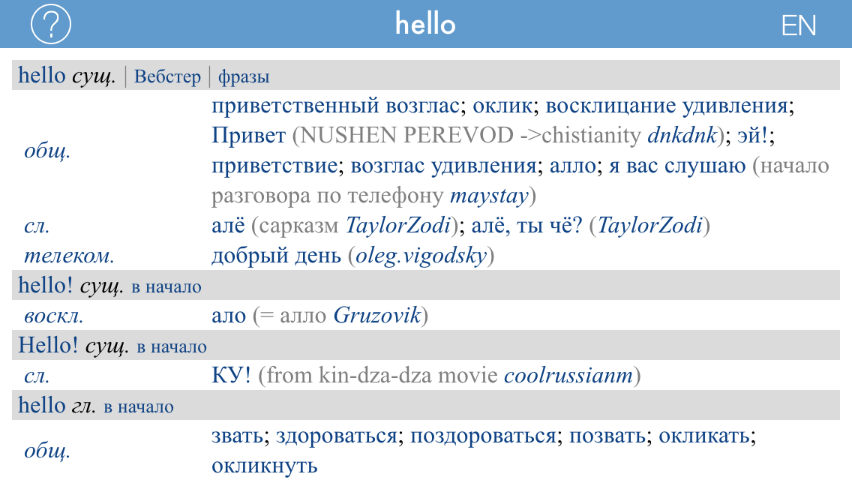 ? hello EN
hello сущ. | Вебстер | фразы
приветственный возглас; оклик; восклицание удивления;
Привет (NUSHEN PEREVOD ->chistianity dnkdnk); эй!;
общ.
приветствие; возглас удивления; алло; я вас слушаю (начало
разговора по телефону maystay)
сл. алё (сарказм TaylorZodi); алё, ты чё? (TaylorZodi)
телеком. добрый день (oleg.vigodsky)
hello! сущ. в начало
воскл. ало (= алло Gruzovik)
Hello! сущ. в начало
сл. КУ! (from kin-dza-dza movie coolrussianm)
hello гл. в начало
общ.
звать; здороваться; поздороваться; позвать; окликать;
окликнуть